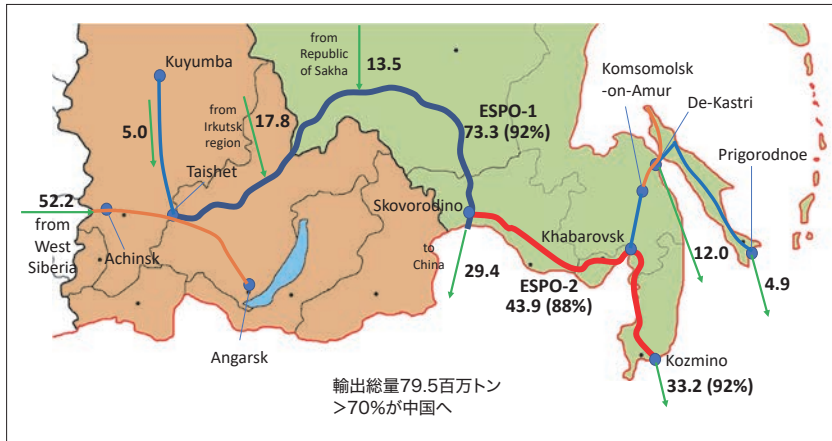 Kuyumba
5.0
from
Irkutsk
region
17.8
from
Republic
of Sakha
13.5
ESPO-1
73.3 (92%)
Komsomolsk
-on-Amur
De-Kastri
Prigorodnoe
Taishet
52.2
from
West
Siberia
Achinsk
Angarsk
Skovorodino
to
China
29.4
Khabarovsk
ESPO-2
43.9 (88%)
12.0
4.9
Kozmino
33.2 (92%)
輸出総量79.5百万トン
>70%が中国へ